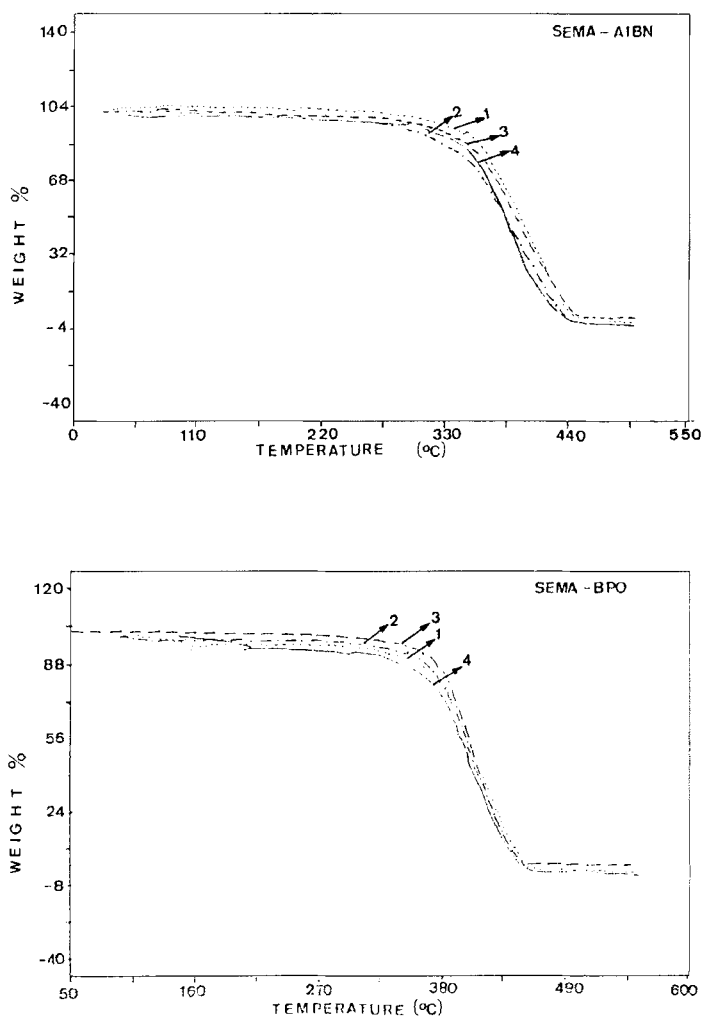 SEMA - AIBN
140
104
68
32
-4
-40
WEIGHT %
2 1
3
4
0 110 220 330 440 550
TEMPERATURE (ºC)
SEMA - BPO
120
88
56
24
-8
-40
WEIGHT %
2 3
1
4
50 160 270 380 490 600
TEMPERATURE (ºC)